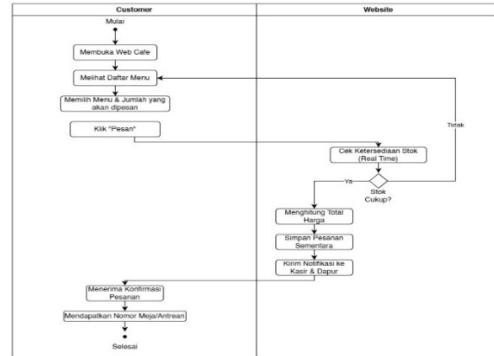 Customer
Website
Mulai
Membuka Web Cafe
Melihat Daftar Menu
Memilih Menu & Jumlah yang
akan dipesan
Klik "Pesan"
Tidak
Cek Ketersediaan Stok
(Real Time)
Ya
Stok
Cukup?
Menghitung Total
Harga
Simpan Pesanan
Sementara
Kirim Notifikasi ke
Kasir & Dapur
Menerima Konfirmasi
Pesanan
Mendapatkan Nomor Meja/Antrean
Selesai